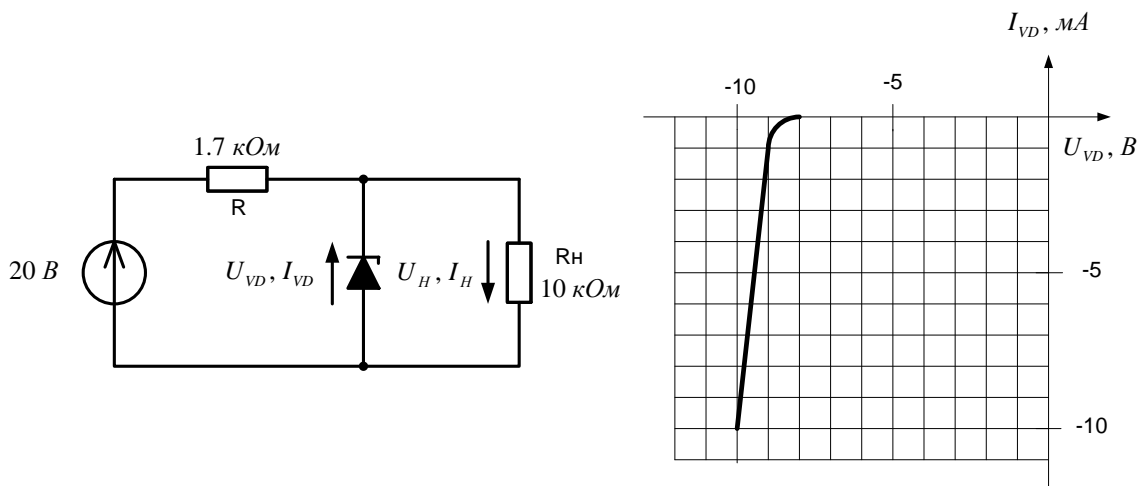 1.7 кОм
R
20 В
U_VD, I_VD
U_H, I_H
Rн
10 кОм
I_VD, мА
-10
-5
U_VD, В
-5
-10